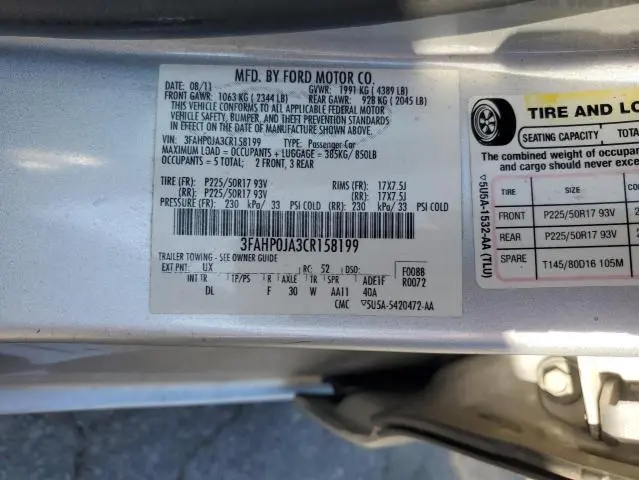 MFD. BY FORD MOTOR CO.
DATE: 08/11 GVWR: 1991 KG ( 4389 LB)
FRONT GAWR: 1063 KG ( 2344 LB) REAR GAWR: 928 KG ( 2045 LB)
THIS VEHICLE CONFORMS TO ALL APPLICABLE FEDERAL MOTOR
VEHICLE SAFETY, BUMPER, AND THEFT PREVENTION STANDARDS
IN EFFECT ON THE DATE OF MANUFACTURE SHOWN ABOVE.
VIN: 3FAHP0JA3CR158199 TYPE: Passenger Car
MAXIMUM LOAD = OCCUPANTS + LUGGAGE = 385KG/ 850LB
OCCUPANTS = 5 TOTAL; 2 FRONT, 3 REAR
TIRE (FR): P225/50R17 93V RIMS (FR): 17X7.5J
(RR): P225/50R17 93V (RR): 17X7.5J
PRESSURE (FR): 230 kPa/ 33 PSI COLD (RR): 230 kPa/ 33 PSI COLD
3FAHP0JA3CR158199
TRAILER TOWING - SEE OWNER GUIDE
EXT PNT: UX RC: 52 DSO: F0088
INT TR TP/PS R AXLE TR SPR ADE1F R0072
DL F 30 W AA11 40A
CMC ▽5U5A-5420472-AA
TIRE AND LO
SEATING CAPACITY TOTA
The combined weight of occupa
and cargo should never excee
TIRE SIZE
FRONT P225/50R17 93V
REAR P225/50R17 93V
SPARE T145/80D16 105M
▽5U5A-1532-AA (TLU)